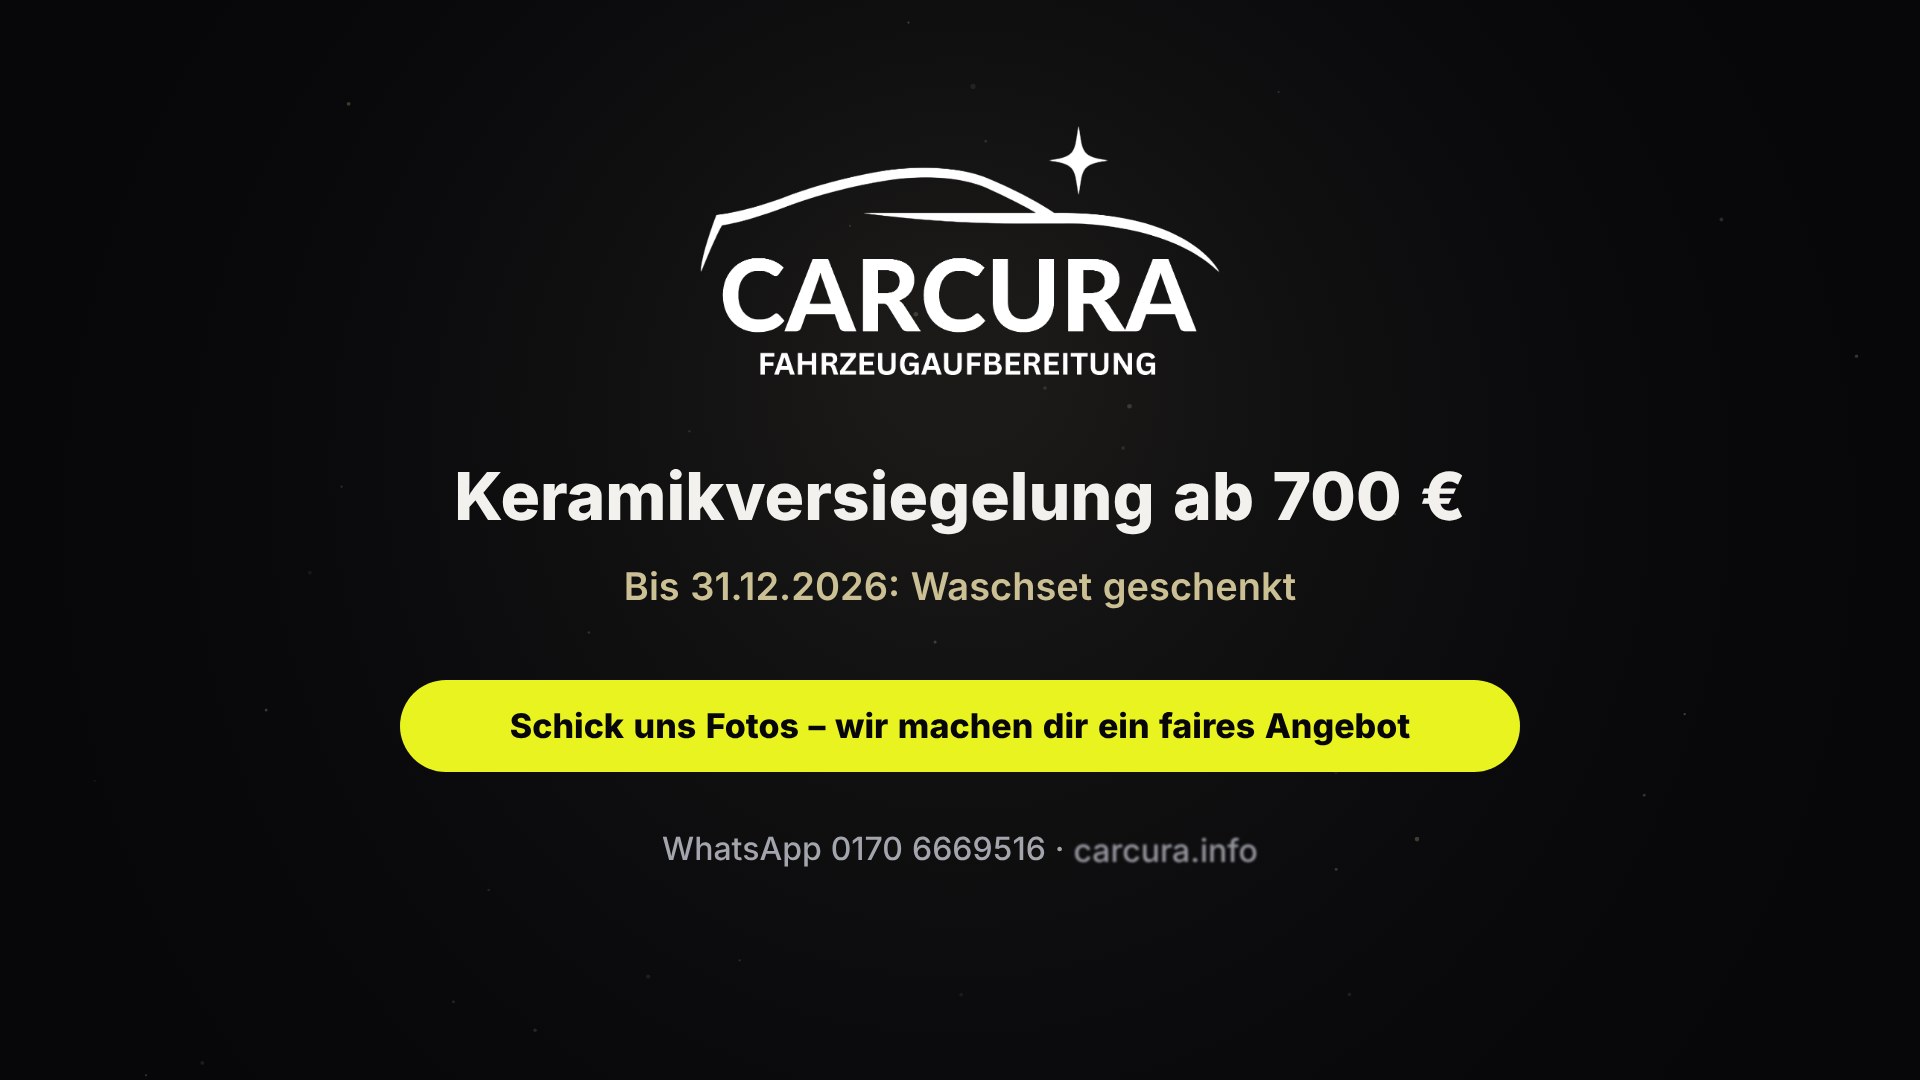 CARCURA
FAHRZEUGAUFBEREITUNG
Keramikversiegelung ab 700 €
Bis 31.12.2026: Waschset geschenkt
Schick uns Fotos – wir machen dir ein faires Angebot
WhatsApp 0170 6669516 · carcura.info